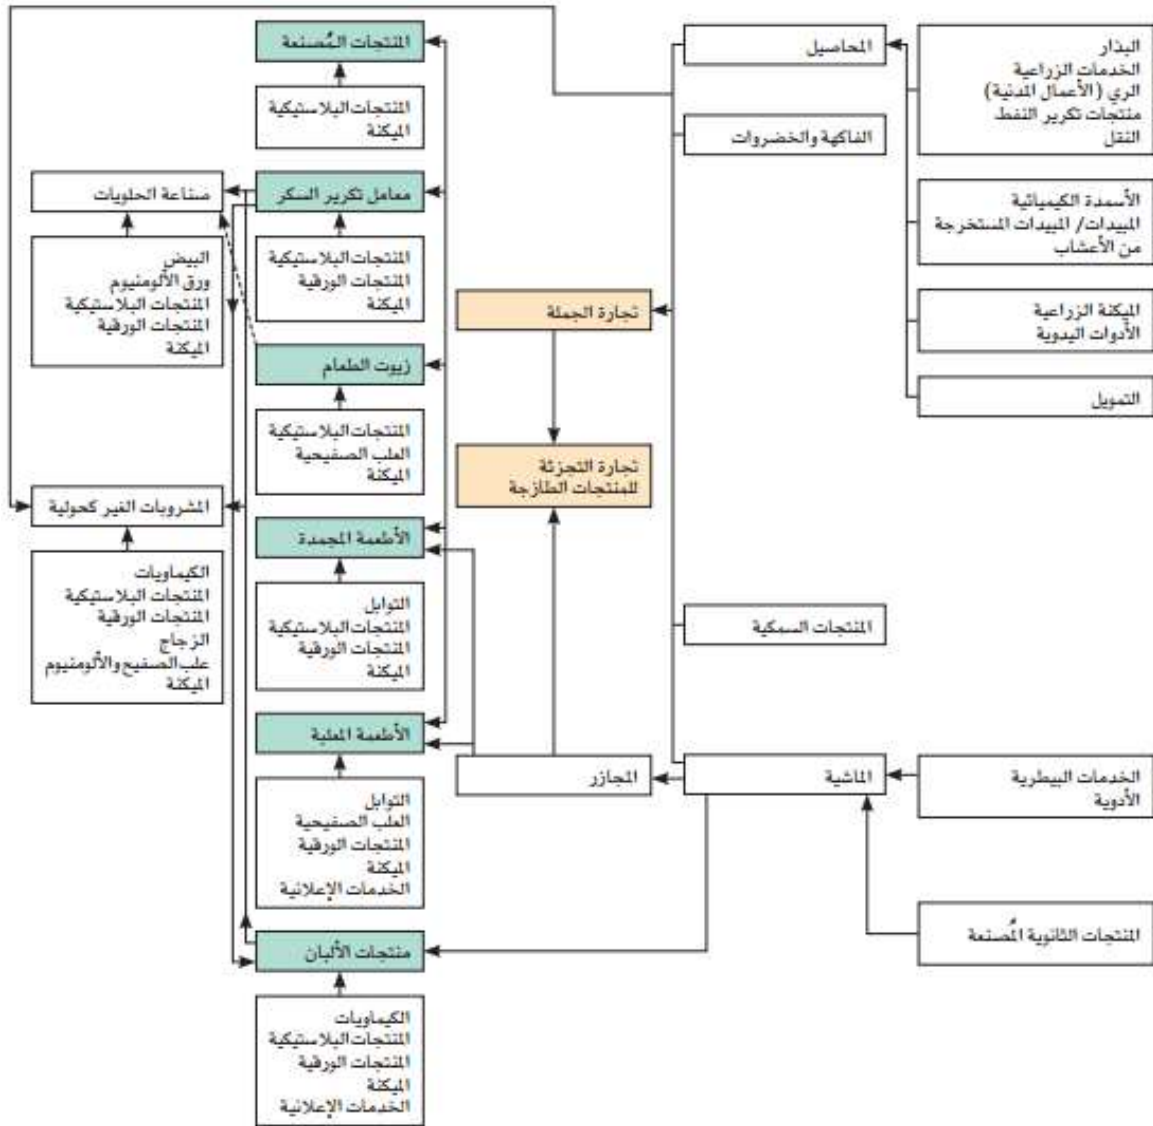 المحاصيل
البذار
الخدمات الزراعية
الري (الأعمال المدنية)
منتجات تكرير النفط
النقل
الفاكهة والخضروات
الأسمدة الكيميائية
المبيدات/ المبيدات المستخرجة
من الأعشاب
الميكنة الزراعية
الأدوات اليدوية
التمويل
المنتجات السمكية
الماشية
الخدمات البيطرية
الأدوية
المنتجات الثانوية المُصنعة
تجارة الجملة
تجارة التجزئة
للمنتجات الطازجة
المجازر
المنتجات المُصنعة
المنتجات البلاستيكية
الميكنة
معامل تكرير السكر
المنتجات البلاستيكية
المنتجات الورقية
الميكنة
زيوت الطعام
المنتجات البلاستيكية
العلب الصفيحية
الميكنة
الأطعمة المجمدة
التوابل
المنتجات البلاستيكية
المنتجات الورقية
الميكنة
الأطعمة المعلبة
التوابل
العلب الصفيحية
المنتجات الورقية
الميكنة
الخدمات الإعلانية
منتجات الألبان
الكيماويات
المنتجات البلاستيكية
المنتجات الورقية
الميكنة
الخدمات الإعلانية
صناعة الحلويات
البيض
ورق الألومنيوم
المنتجات البلاستيكية
المنتجات الورقية
الميكنة
المشروبات الغير كحولية
الكيماويات
المنتجات البلاستيكية
المنتجات الورقية
الزجاج
علب الصفيح والألومنيوم
الميكنة